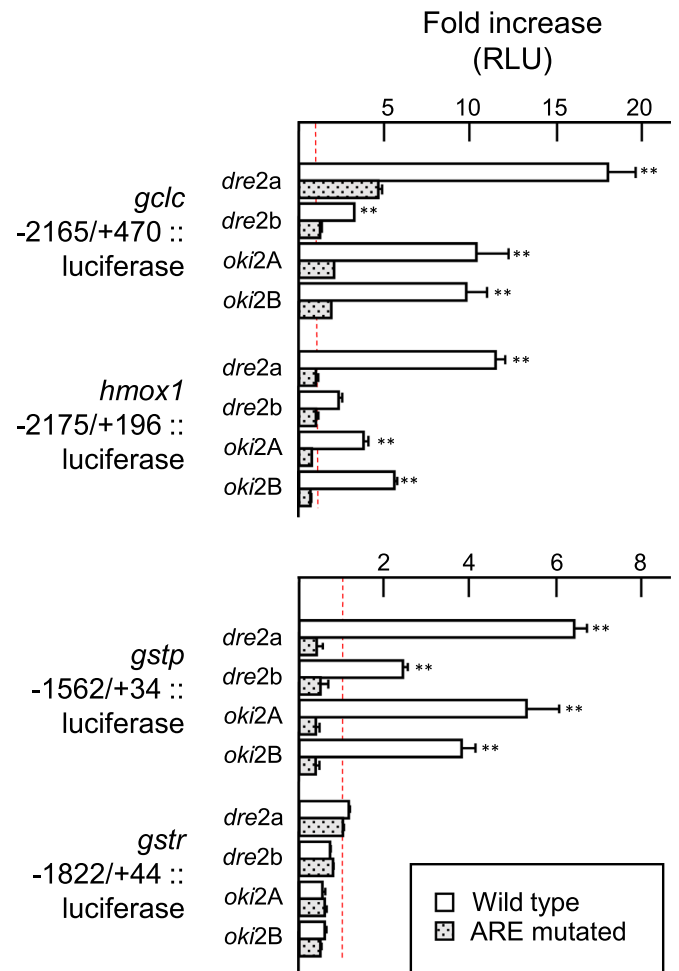 Fold increase
(RLU)
5 10 15 20
gclc
-2165/+470 ::
luciferase
dre2a **
dre2b **
oki2A **
oki2B **
hmox1
-2175/+196 ::
luciferase
dre2a **
dre2b
oki2A **
oki2B **
2 4 6 8
gstp
-1562/+34 ::
luciferase
dre2a **
dre2b **
oki2A **
oki2B **
gstr
-1822/+44 ::
luciferase
dre2a
dre2b
oki2A
oki2B
Wild type
ARE mutated